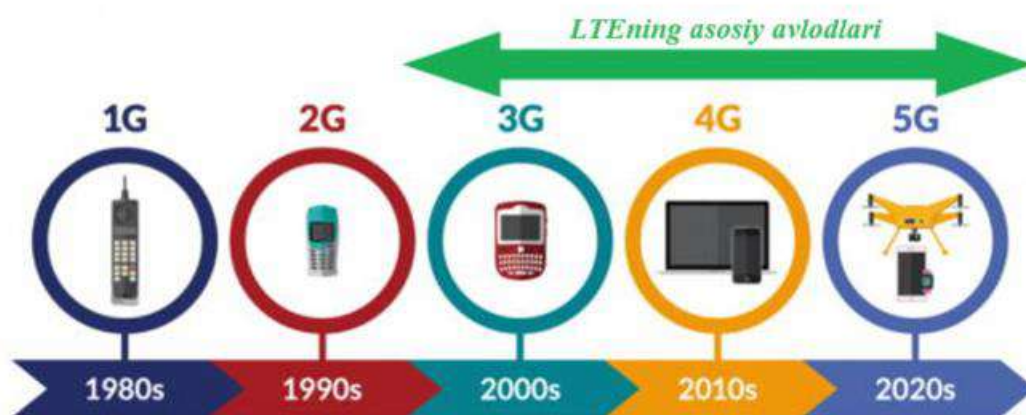 LTEning asosiy avlodlari
1G 2G 3G 4G 5G
1980s 1990s 2000s 2010s 2020s